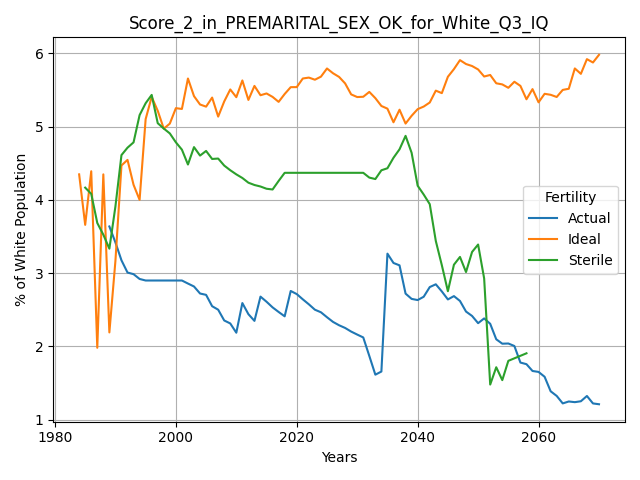 Score_2_in_PREMARITAL_SEX_OK_for_White_Q3_IQ
% of White Population
6
5
4
3
2
1
Fertility
Actual
Ideal
Sterile
1980
2000
2020
2040
2060
Years